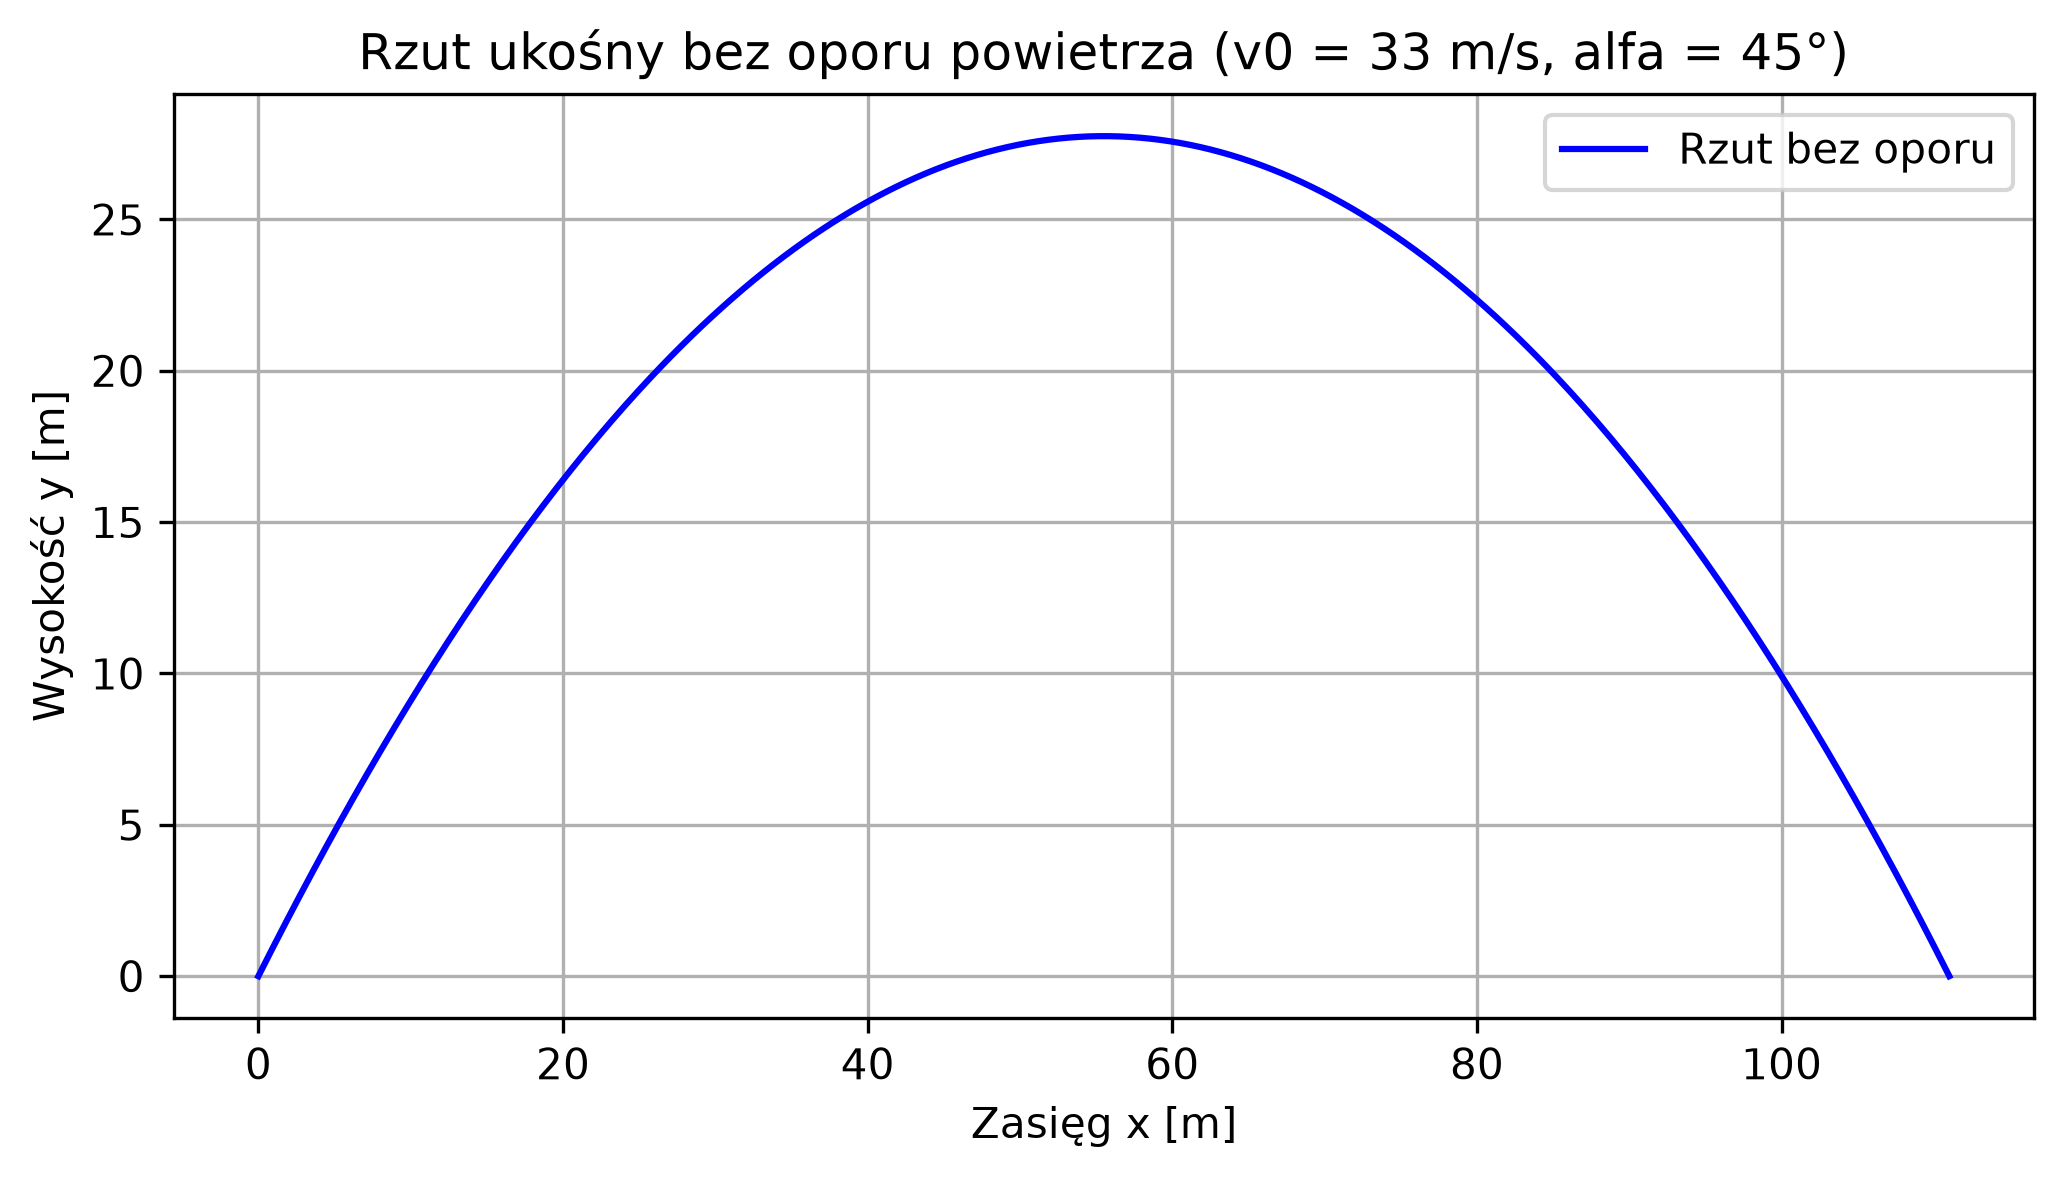 Rzut ukośny bez oporu powietrza (v0 = 33 m/s, alfa = 45°)
Rzut bez oporu
Wysokość y [m]
25
20
15
10
5
0
0 20 40 60 80 100
Zasięg x [m]